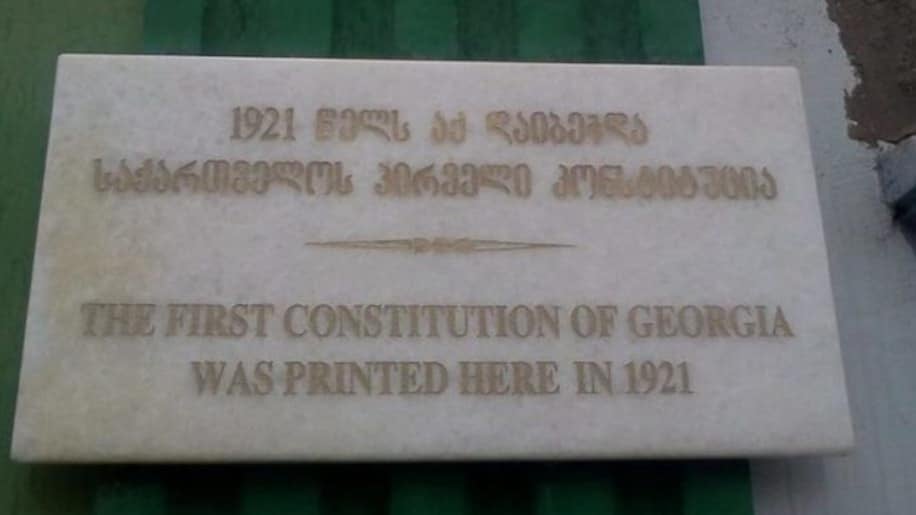 1921 წელს აქ დაიბეჭდა
საქართველოს პირველი კონსტიტუცია
THE FIRST CONSTITUTION OF GEORGIA
WAS PRINTED HERE IN 1921